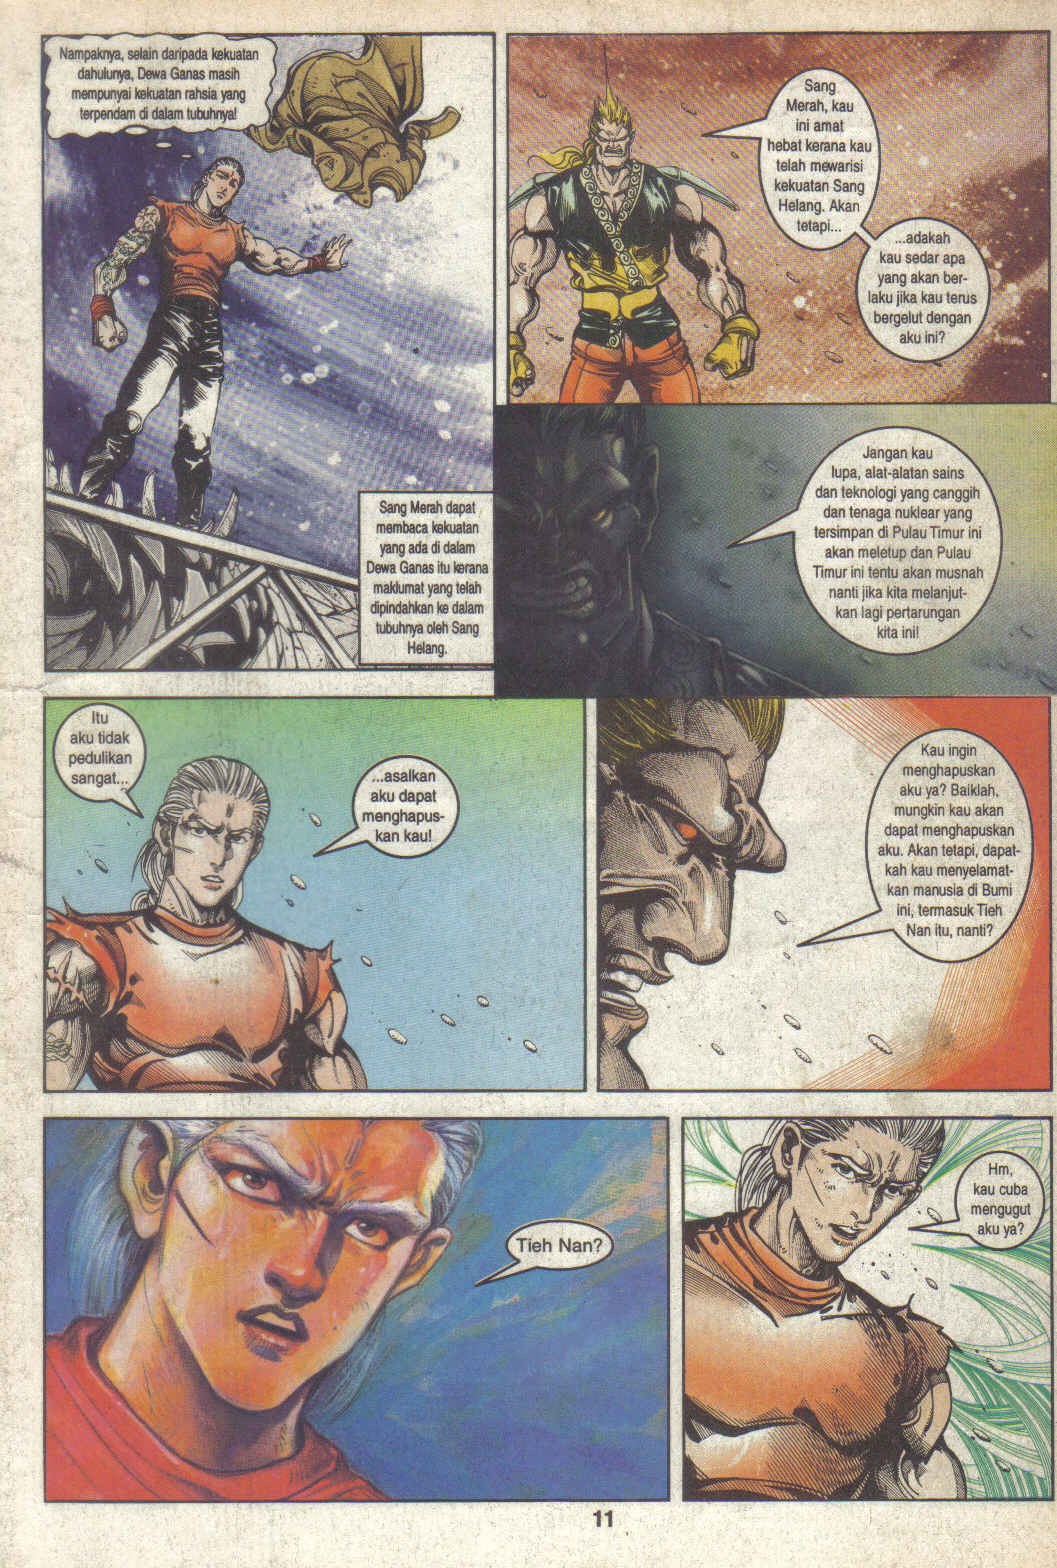 Nampaknya, selain daripada kekuatan
dahulunya, Dewa Ganas masih
mempunyai kekuatan rahsia yang
terpendam di dalam tubuhnya!
Sang Merah dapat
membaca kekuatan
yang ada di dalam
Dewa Ganas itu kerana
maklumat yang telah
dipindahkan ke dalam
tubuhnya oleh Sang
Helang.
Sang
Merah, kau
ini amat
hebat kerana kau
telah mewarisi
kekuatan Sang
Helang. Akan
tetapi...
...adakah
kau sedar apa
yang akan ber-
laku jika kau terus
bergelut dengan
aku ini?
Jangan kau
lupa, alat-alatan sains
dan teknologi yang canggih
dan tenaga nuklear yang
tersimpan di Pulau Timur ini
akan meletup dan Pulau
Timur ini tentu akan musnah
nanti jika kita melanjut-
kan lagi pertarungan
kita ini!
Itu
aku tidak
pedulikan
sangat...
...asalkan
aku dapat
menghapus-
kan kau!
Kau ingin
menghapuskan
aku ya? Baiklah,
mungkin kau akan
dapat menghapuskan
aku. Akan tetapi, dapat-
kah kau menyelamat-
kan manusia di Bumi
ini, termasuk Tieh
Nan itu, nanti?
Tieh Nan?
Hm,
kau cuba
mengugut
aku ya?
11